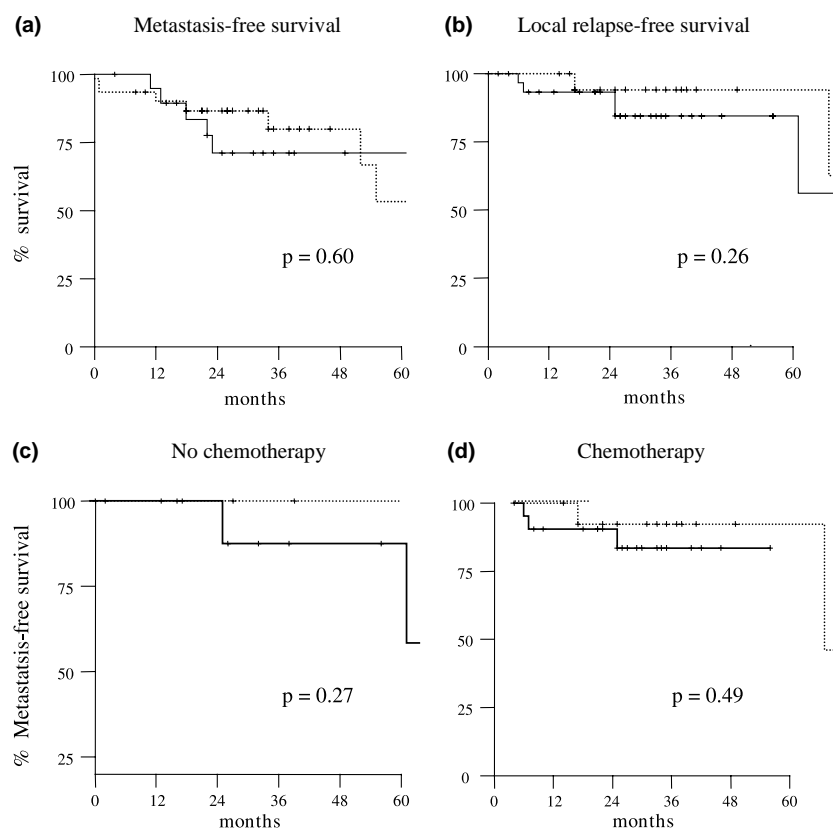 (a) Metastasis-free survival
100
75
50
25
0
% survival
p = 0.60
0 12 24 36 48 60
months
(b) Local relapse-free survival
100
75
50
25
0
p = 0.26
0 12 24 36 48 60
months
(c) No chemotherapy
100
75
50
25
% Metastatsis-free survival
p = 0.27
0 12 24 36 48 60
months
(d) Chemotherapy
100
75
50
25
0
p = 0.49
0 12 24 36 48 60
months